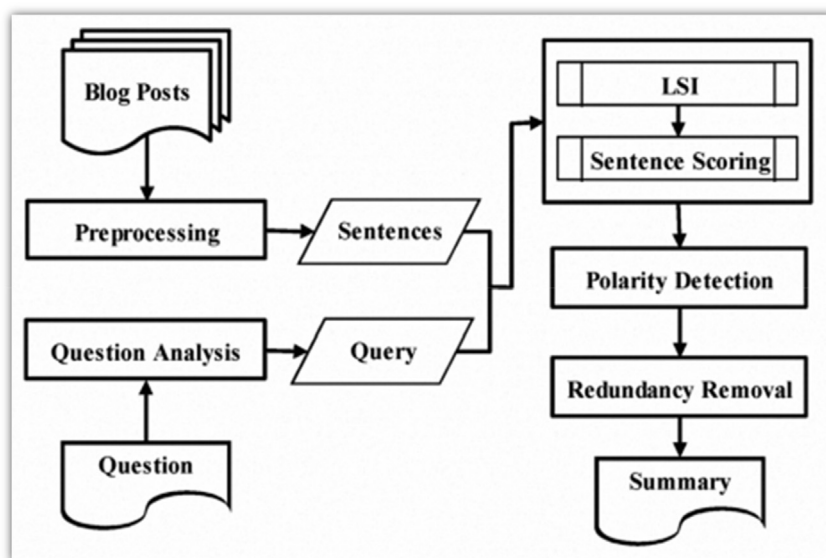 Blog Posts
Preprocessing
Sentences
Question Analysis
Query
Question
LSI
Sentence Scoring
Polarity Detection
Redundancy Removal
Summary